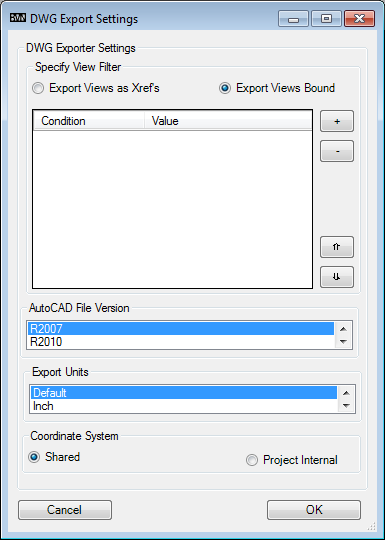 DWG Export Settings
DWG Exporter Settings
Specify View Filter
Export Views as Xref's
Export Views Bound
Condition Value
+
-
⇑
⇓
AutoCAD File Version
R2007
R2010
Export Units
Default
Inch
Coordinate System
Shared
Project Internal
Cancel OK